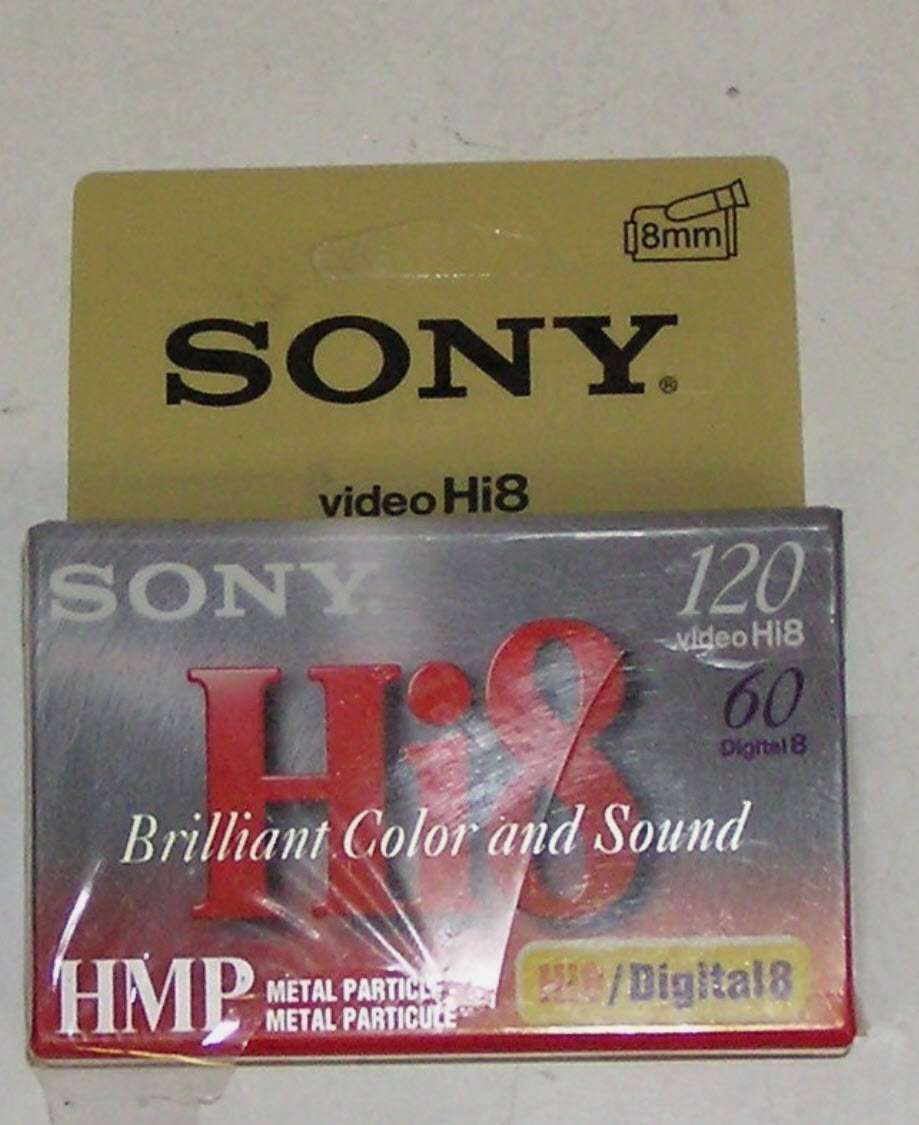 8mm
SONY®
video Hi8
SONY
120
video Hi8
60
Digital 8
Hi8
Brilliant Color and Sound
HMP
METAL PARTICLE
METAL PARTICULE
Hi8/Digital8